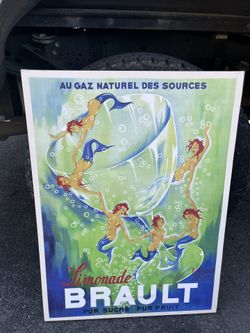 AU GAZ NATUREL DES SOURCES
Limonade
BRAULT
PUR SUCRE PUR FRUIT